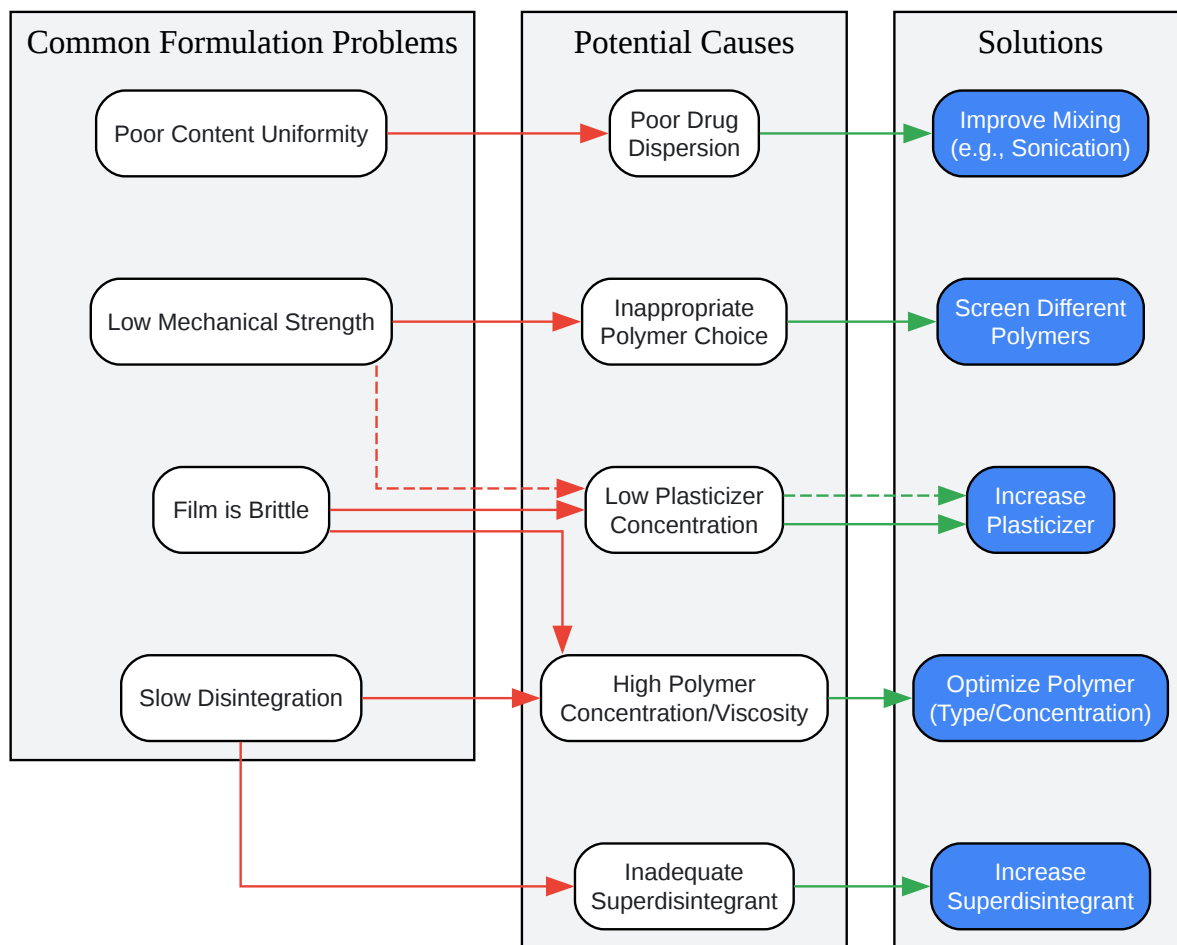 Common Formulation Problems
Potential Causes
Solutions
Poor Content Uniformity
Poor Drug
Dispersion
Improve Mixing
(e.g., Sonication)
Low Mechanical Strength
Inappropriate
Polymer Choice
Screen Different
Polymers
Film is Brittle
Low Plasticizer
Concentration
Increase
Plasticizer
Slow Disintegration
High Polymer
Concentration/Viscosity
Optimize Polymer
(Type/Concentration)
Inadequate
Superdisintegrant
Increase
Superdisintegrant